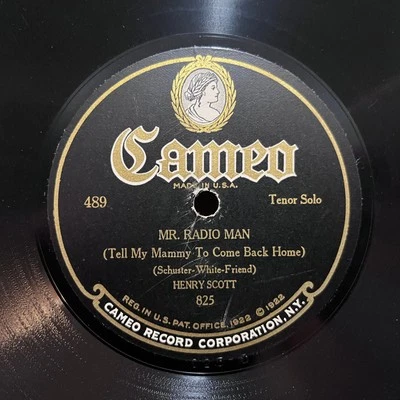 Cameo
MADE IN U.S.A.
489 Tenor Solo
MR. RADIO MAN
(Tell My Mammy To Come Back Home)
(Schuster-White-Friend)
HENRY SCOTT
825
REG. IN U.S. PAT. OFFICE, 1922 © 1922
CAMEO RECORD CORPORATION, N.Y.